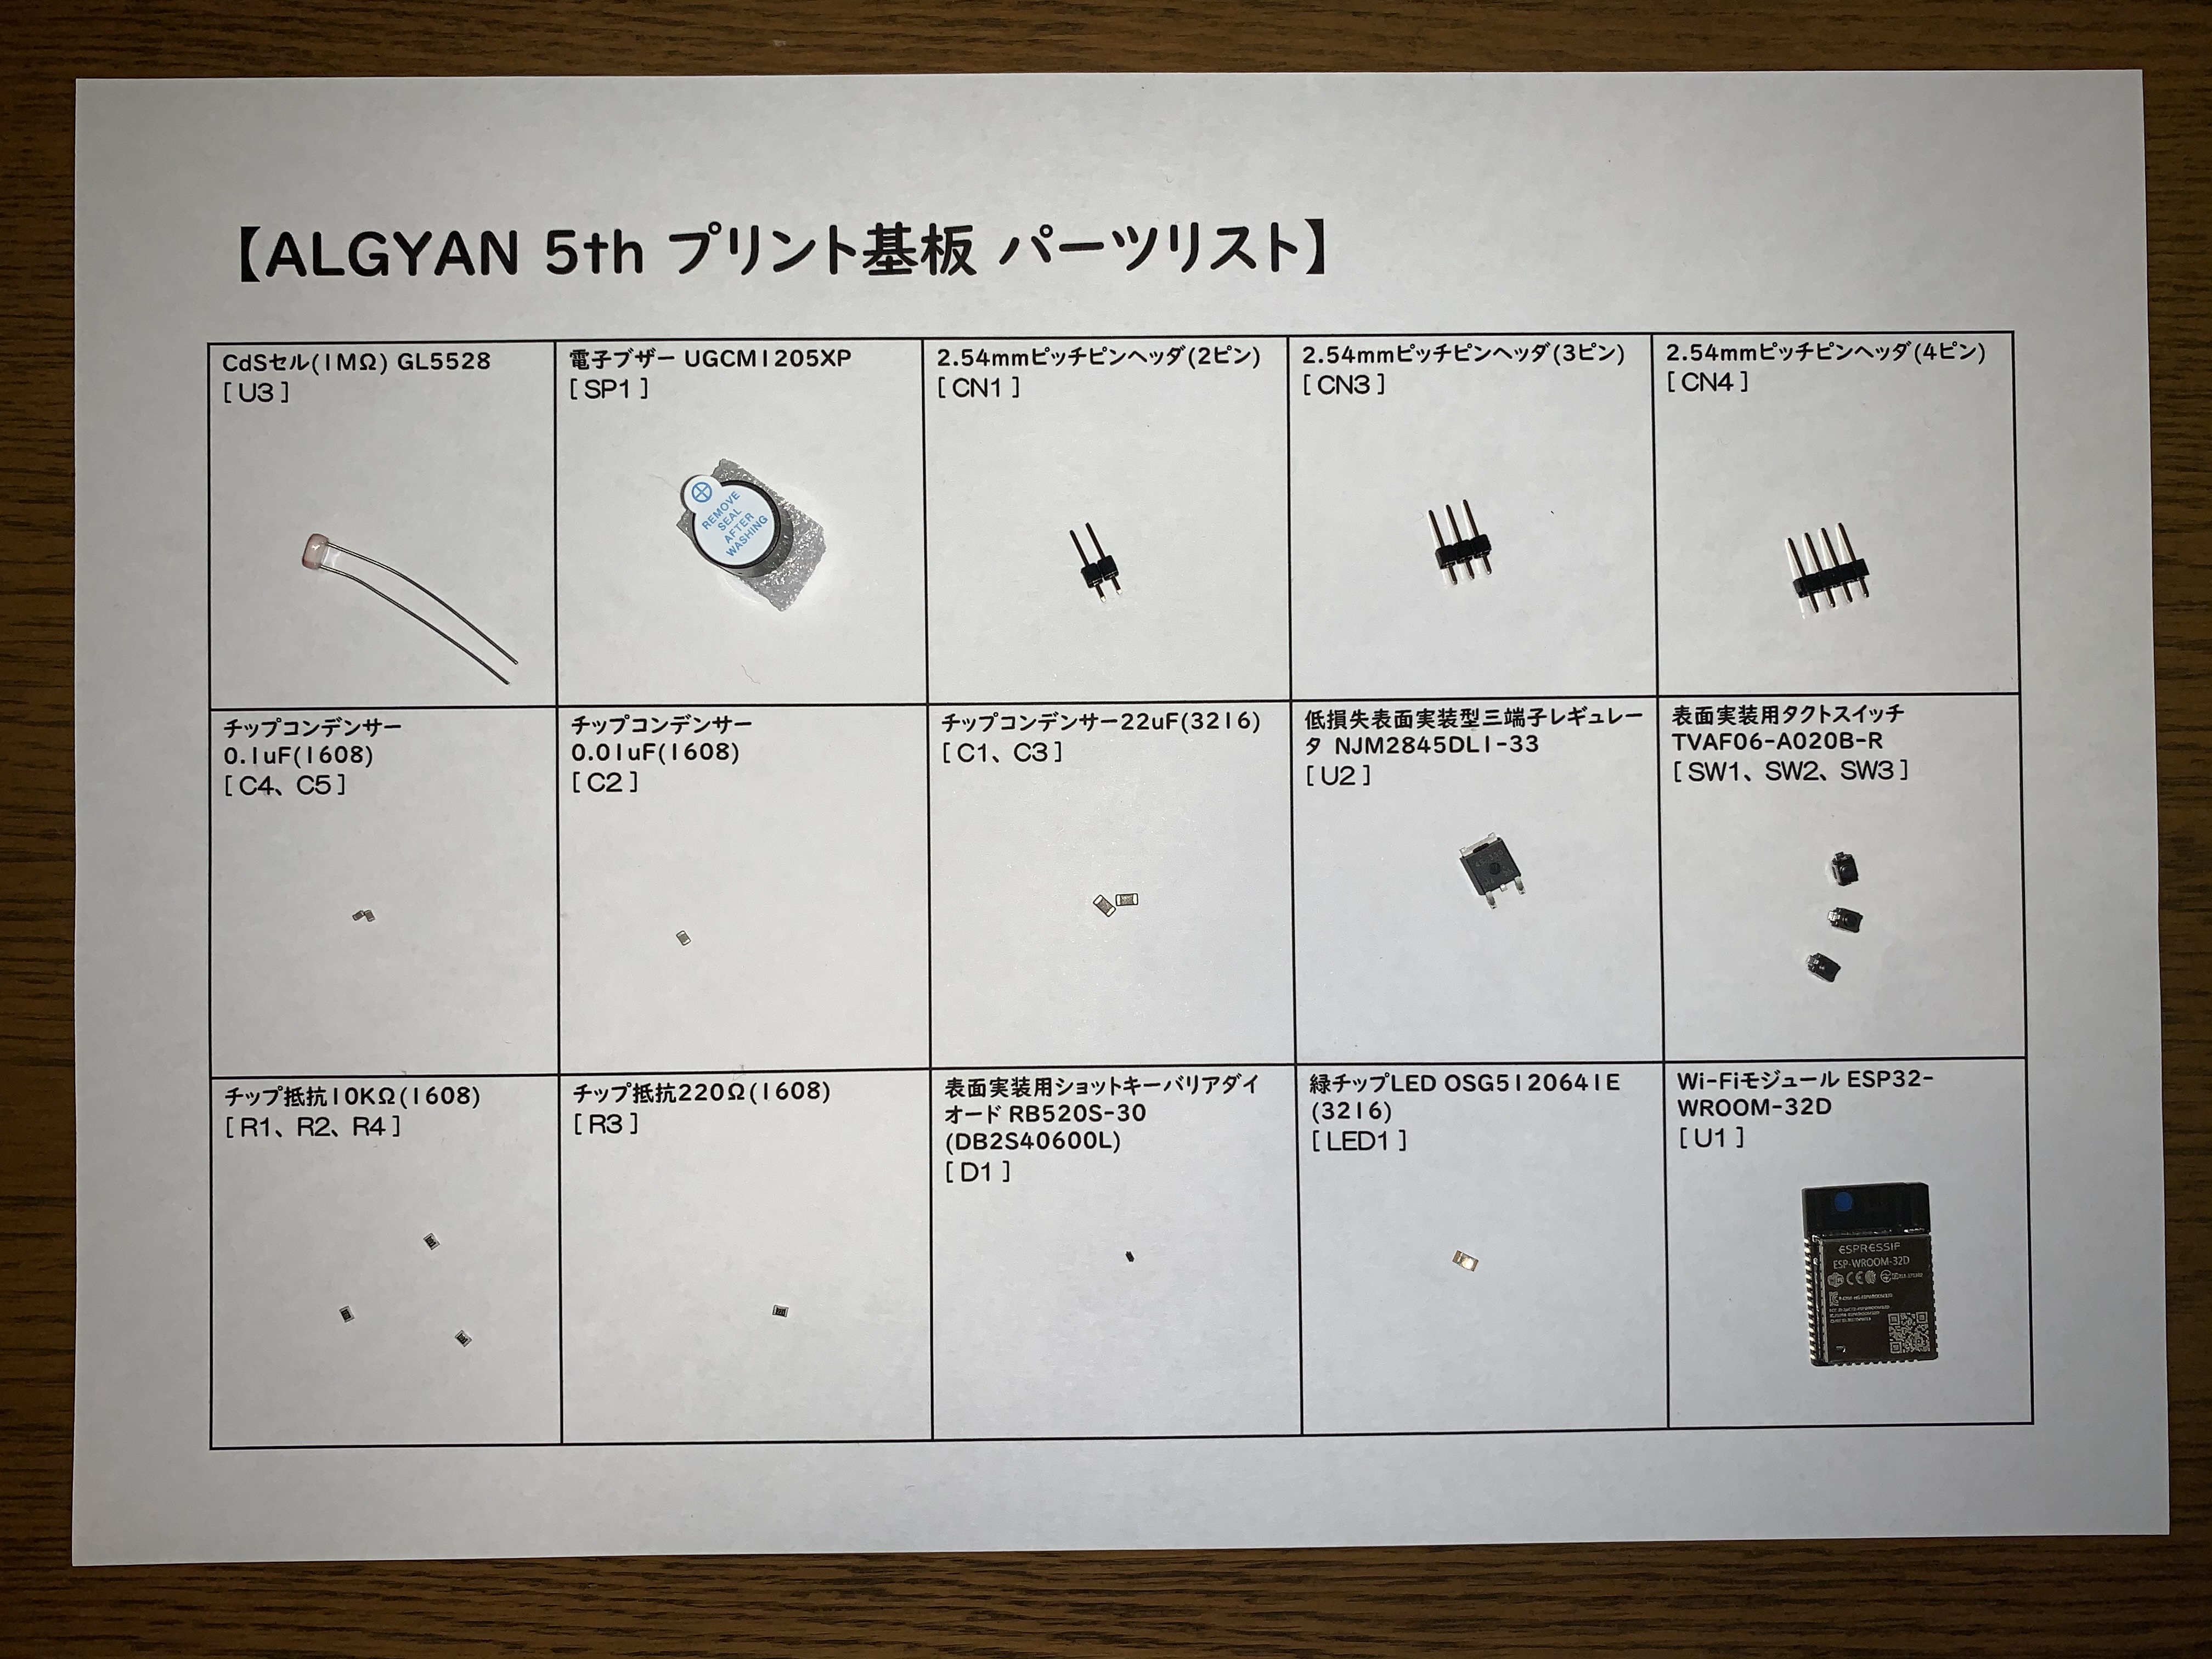 【ALGYAN 5th プリント基板 パーツリスト】
CdSセル(1MΩ) GL5528
[ U3 ]
電子ブザー UGCM1205XP
[ SP1 ]
REMOVE
SEAL
AFTER
WASHING
2.54mmピッチピンヘッダ(2ピン)
[ CN1 ]
2.54mmピッチピンヘッダ(3ピン)
[ CN3 ]
2.54mmピッチピンヘッダ(4ピン)
[ CN4 ]
チップコンデンサー
0.1uF(1608)
[ C4、C5 ]
チップコンデンサー
0.01uF(1608)
[ C2 ]
チップコンデンサー22uF(3216)
[ C1、C3 ]
低損失表面実装型三端子レギュレー
タ NJM2845DL1-33
[ U2 ]
表面実装用タクトスイッチ
TVAF06-A020B-R
[ SW1、SW2、SW3 ]
チップ抵抗10KΩ(1608)
[ R1、R2、R4 ]
チップ抵抗220Ω(1608)
[ R3 ]
表面実装用ショットキーバリアダイ
オード RB520S-30
(DB2S40600L)
[ D1 ]
緑チップLED OSG5120641E
(3216)
[ LED1 ]
Wi-Fiモジュール ESP32-
WROOM-32D
[ U1 ]
ESPRESSIF
ESP-WROOM-32D
CE